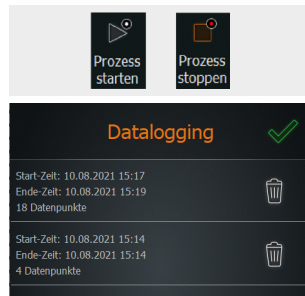 Prozess
starten
Prozess
stoppen
Datalogging
Start-Zeit: 10.08.2021 15:17
Ende-Zeit: 10.08.2021 15:19
18 Datenpunkte
Start-Zeit: 10.08.2021 15:14
Ende-Zeit: 10.08.2021 15:14
4 Datenpunkte